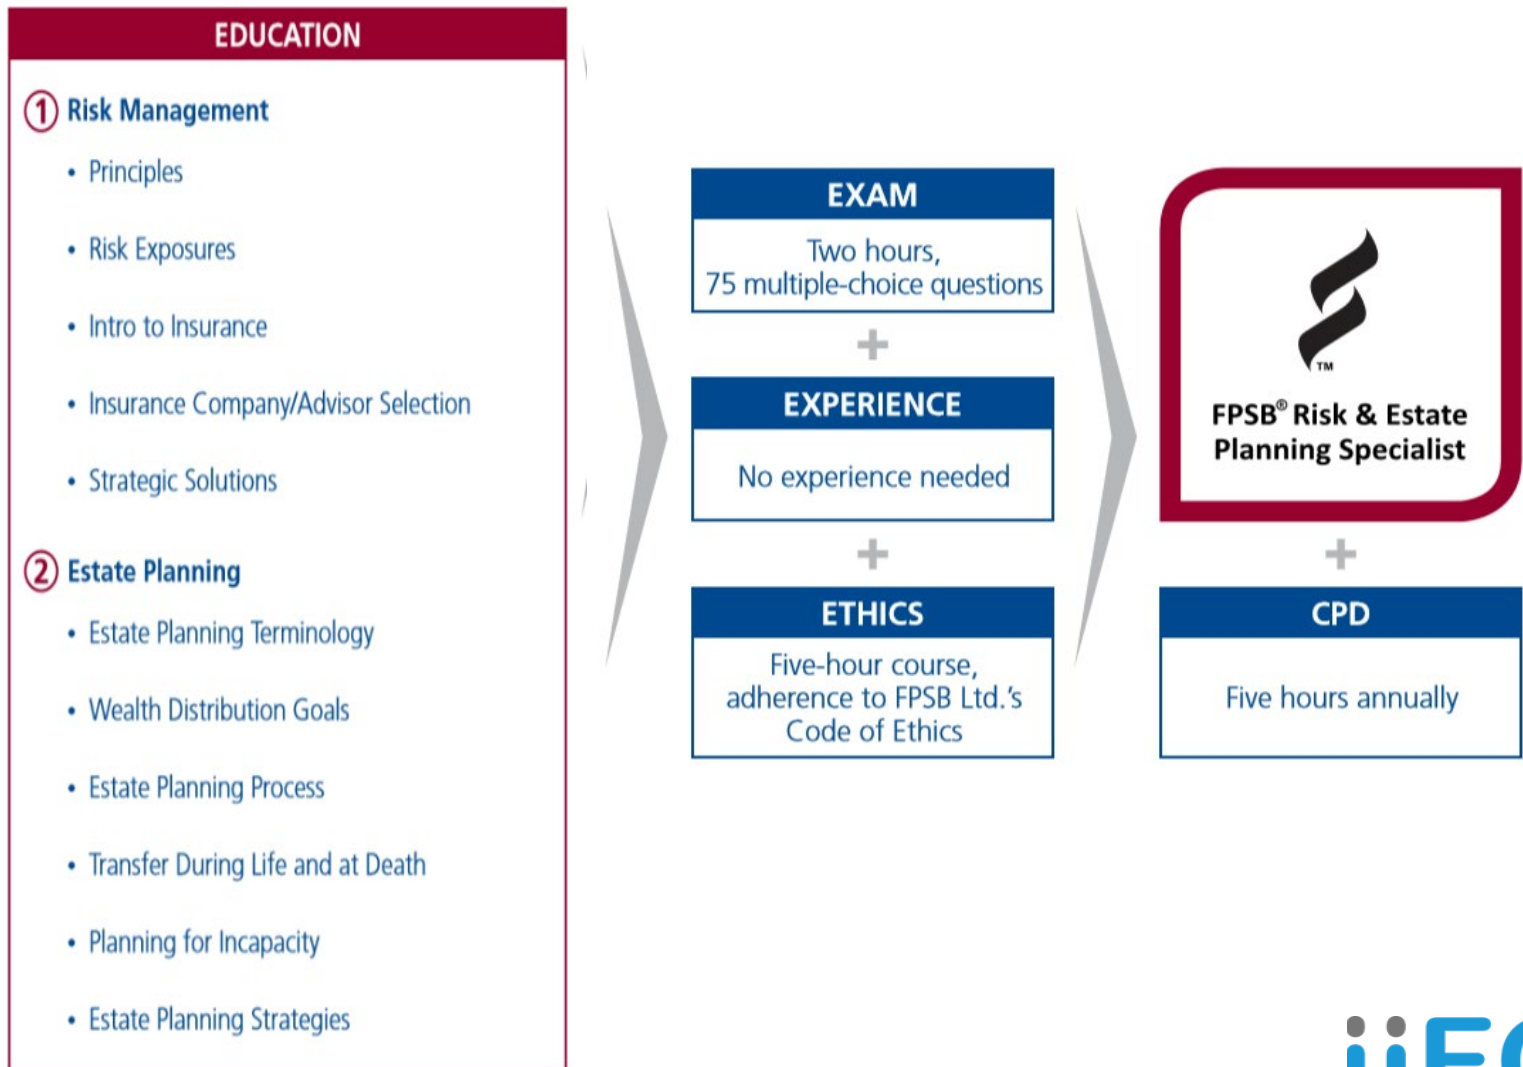 EDUCATION
① Risk Management
• Principles
• Risk Exposures
• Intro to Insurance
• Insurance Company/Advisor Selection
• Strategic Solutions
② Estate Planning
• Estate Planning Terminology
• Wealth Distribution Goals
• Estate Planning Process
• Transfer During Life and at Death
• Planning for Incapacity
• Estate Planning Strategies
EXAM
Two hours,
75 multiple-choice questions
+
EXPERIENCE
No experience needed
+
ETHICS
Five-hour course,
adherence to FPSB Ltd.’s
Code of Ethics
TM
FPSB® Risk & Estate
Planning Specialist
+
CPD
Five hours annually